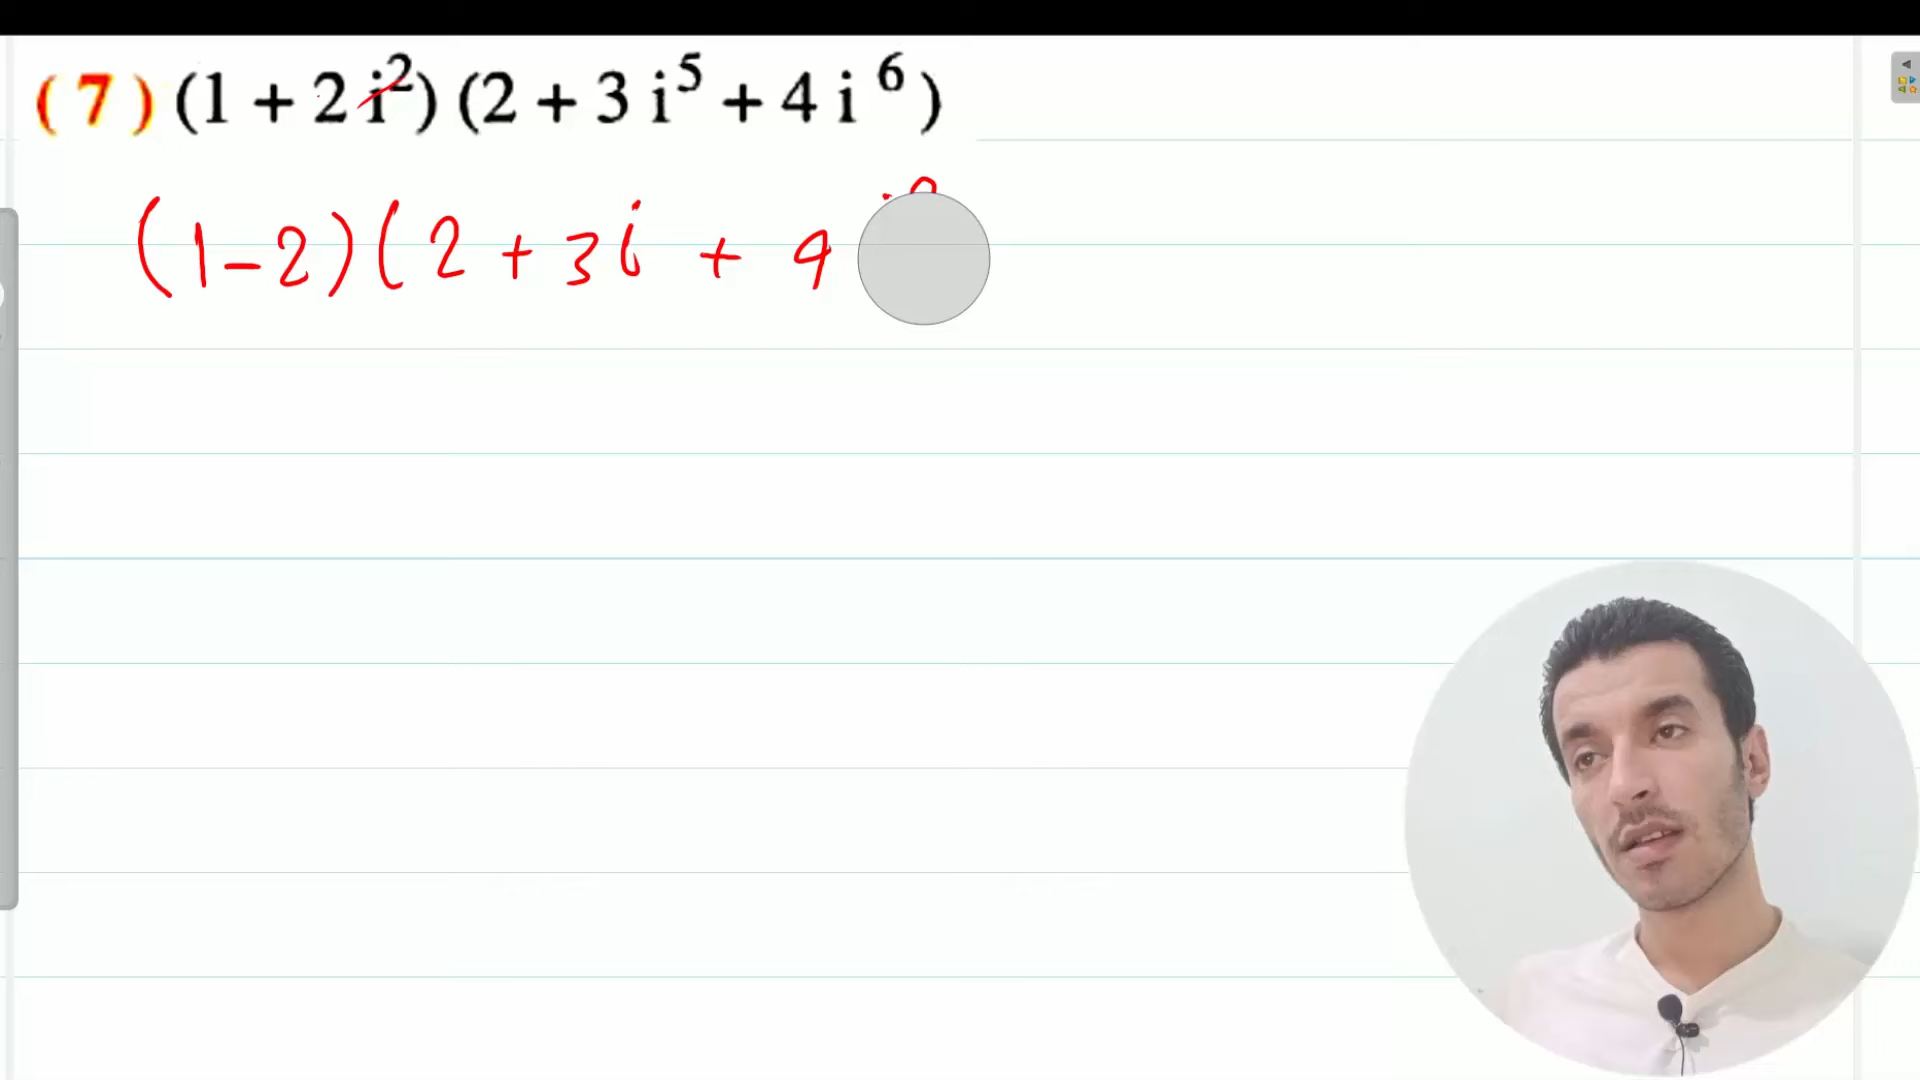 (7) (1 + 2 i²) (2 + 3 i⁵ + 4 i ⁶)
(1-2)(2 + 3i + 4